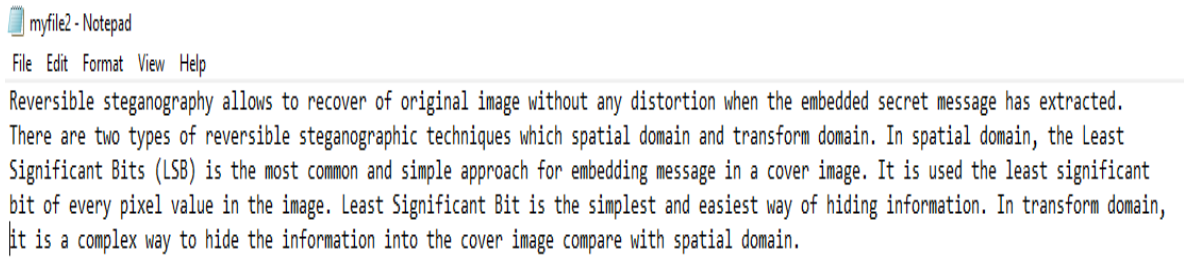 myfile2 - Notepad
File Edit Format View Help
Reversible steganography allows to recover of original image without any distortion when the embedded secret message has extracted.
There are two types of reversible steganographic techniques which spatial domain and transform domain. In spatial domain, the Least
Significant Bits (LSB) is the most common and simple approach for embedding message in a cover image. It is used the least significant
bit of every pixel value in the image. Least Significant Bit is the simplest and easiest way of hiding information. In transform domain,
it is a complex way to hide the information into the cover image compare with spatial domain.